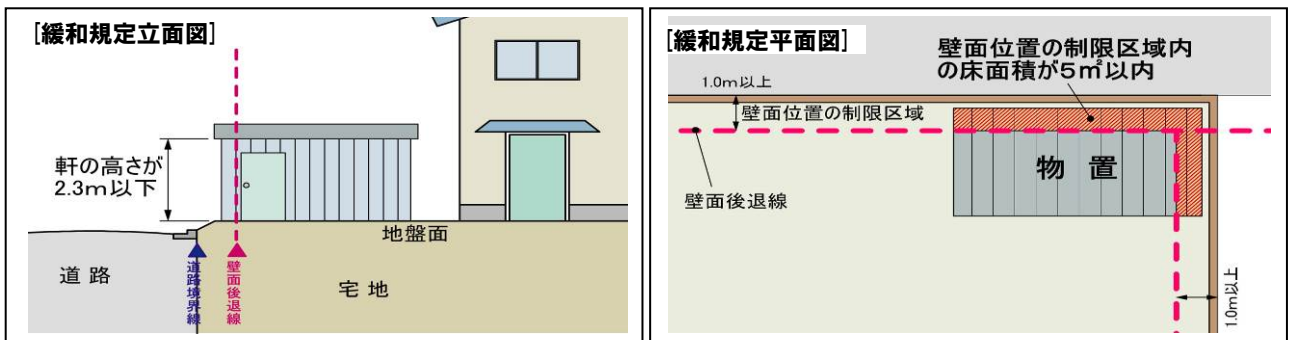 [緩和規定立面図]
軒の高さが
2.3m以下
地盤面
道路
宅地
道路境界線
壁面後退線
[緩和規定平面図]
壁面位置の制限区域内
の床面積が5㎡以内
1.0m以上
壁面位置の制限区域
物置
壁面後退線
1.0m以上